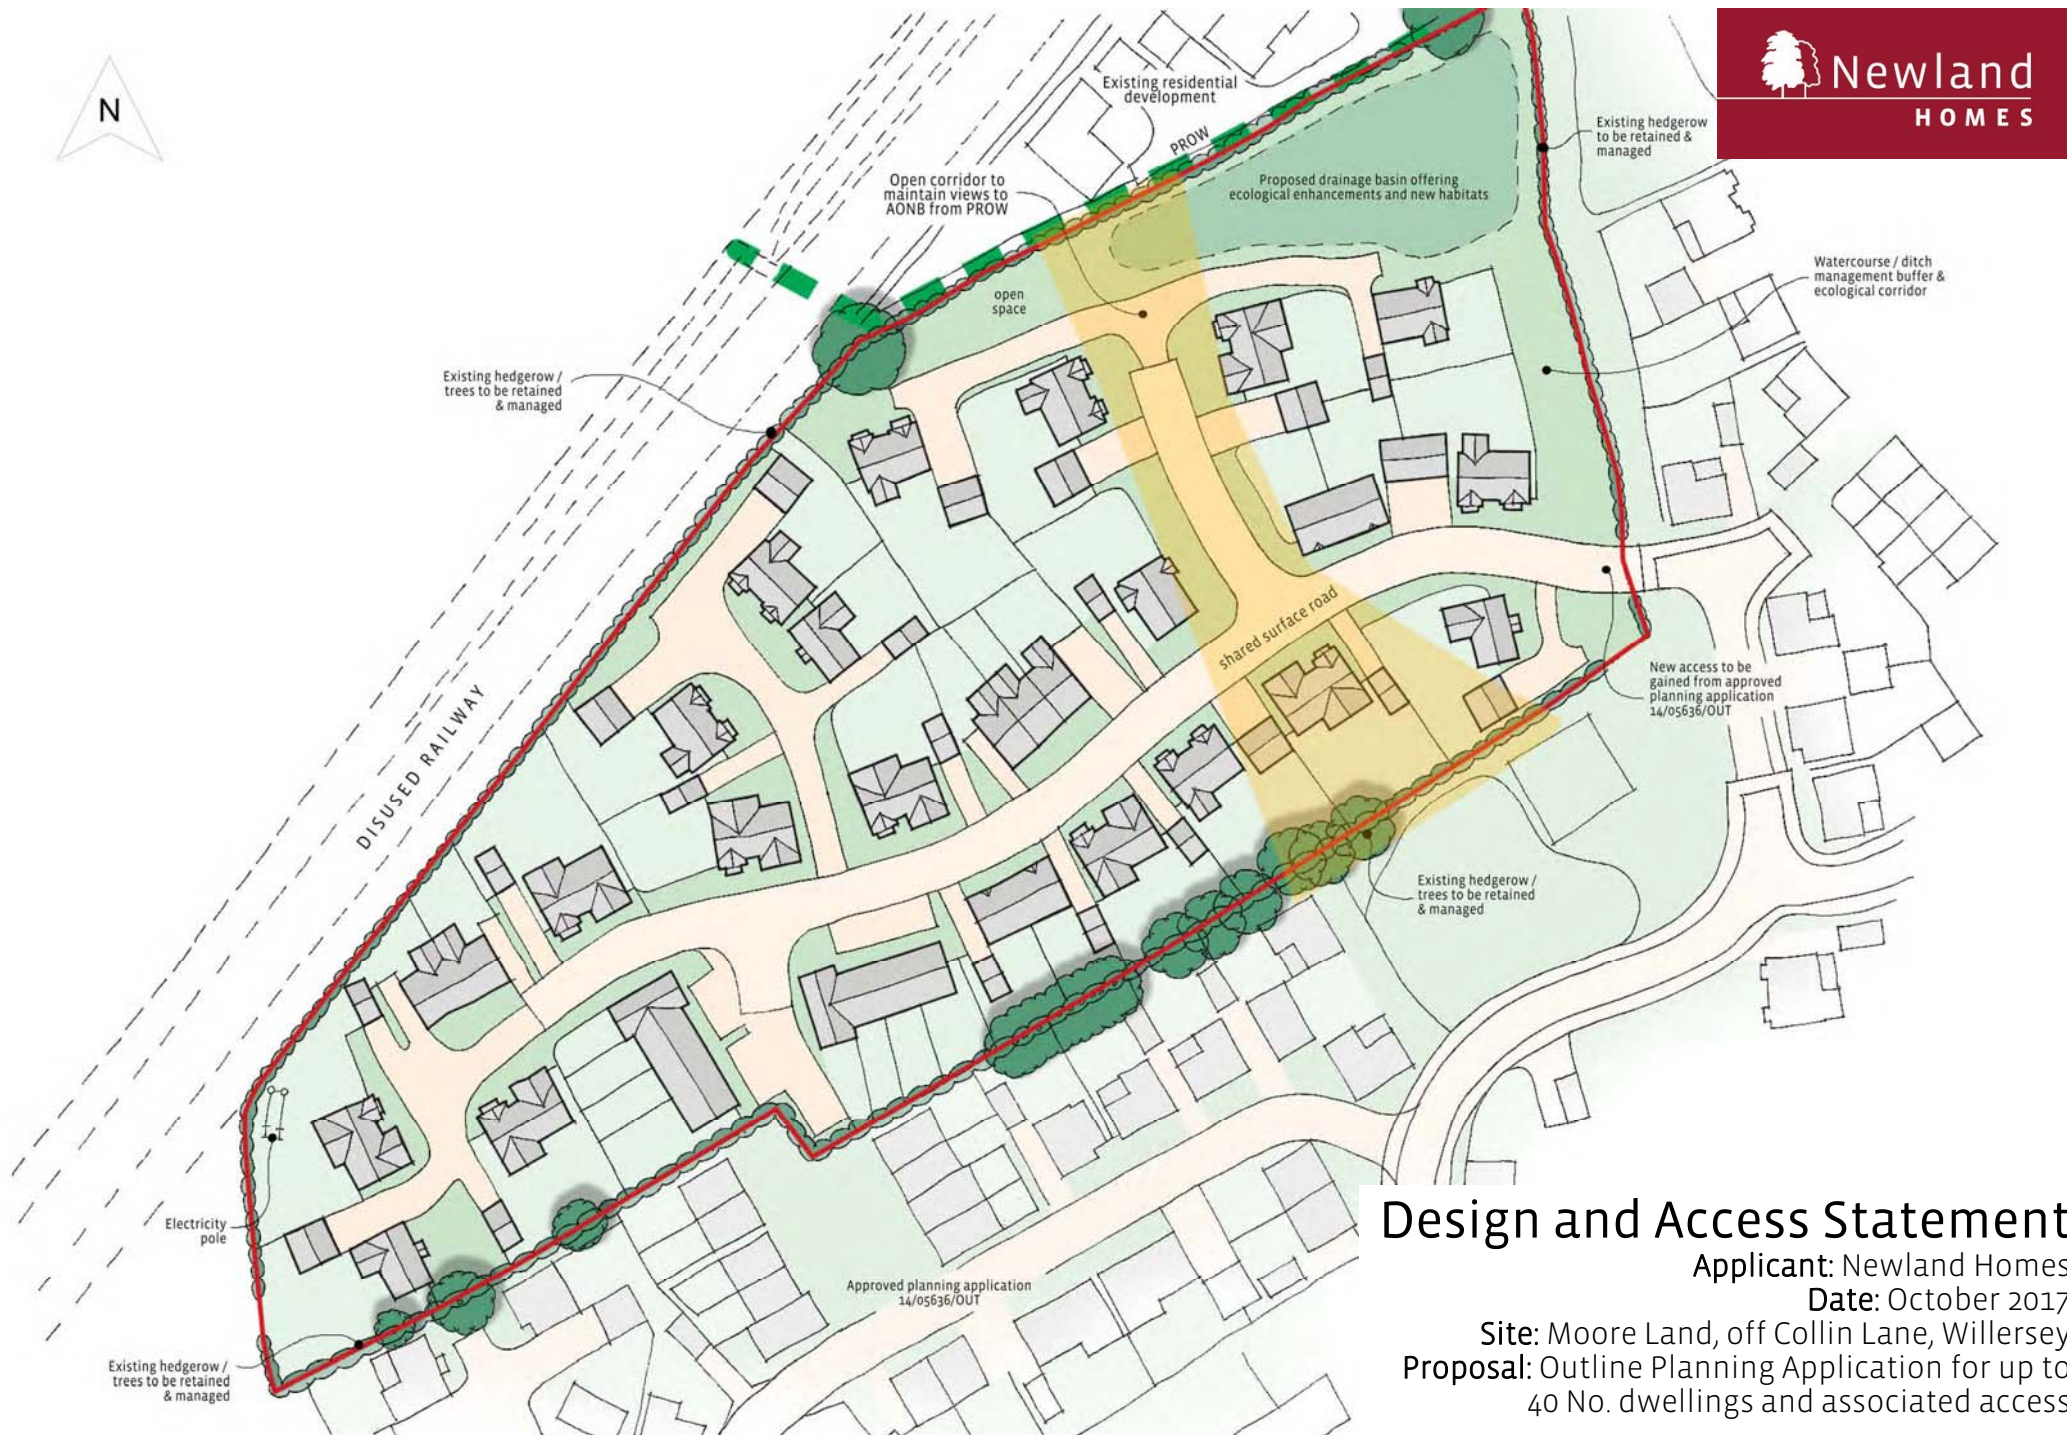 N
Newland
HOMES
Existing residential
development
PROW
Existing hedgerow
to be retained &
managed
Open corridor to
maintain views to
AONB from PROW
Proposed drainage basin offering
ecological enhancements and new habitats
Watercourse / ditch
management buffer &
ecological corridor
open
space
Existing hedgerow /
trees to be retained
& managed
shared surface road
New access to be
gained from approved
planning application
14/05636/OUT
DISUSED RAILWAY
Existing hedgerow /
trees to be retained
& managed
Electricity
pole
Approved planning application
14/05636/OUT
Existing hedgerow /
trees to be retained
& managed
Design and Access Statement
Applicant: Newland Homes
Date: October 2017
Site: Moore Land, off Collin Lane, Willersey
Proposal: Outline Planning Application for up to
40 No. dwellings and associated access